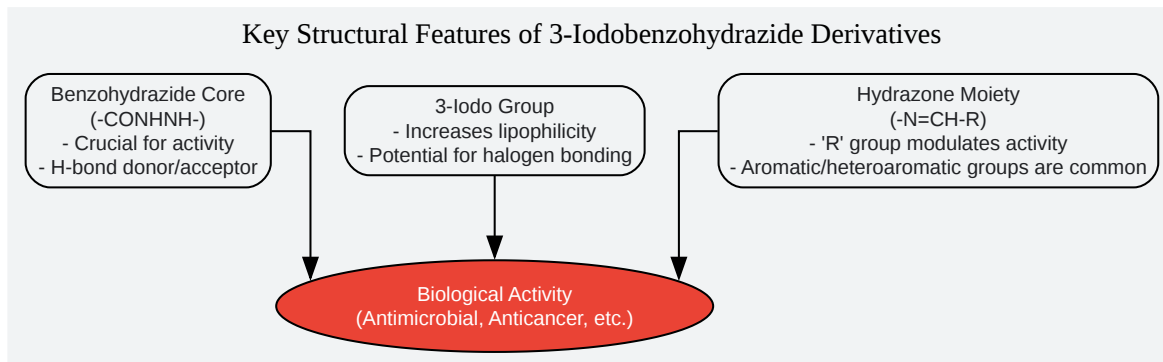 Key Structural Features of 3-Iodobenzohydrazide Derivatives
Benzohydrazide Core
(-CONHNH-)
- Crucial for activity
- H-bond donor/acceptor
3-Iodo Group
- Increases lipophilicity
- Potential for halogen bonding
Hydrazone Moiety
(-N=CH-R)
- 'R' group modulates activity
- Aromatic/heteroaromatic groups are common
Biological Activity
(Antimicrobial, Anticancer, etc.)